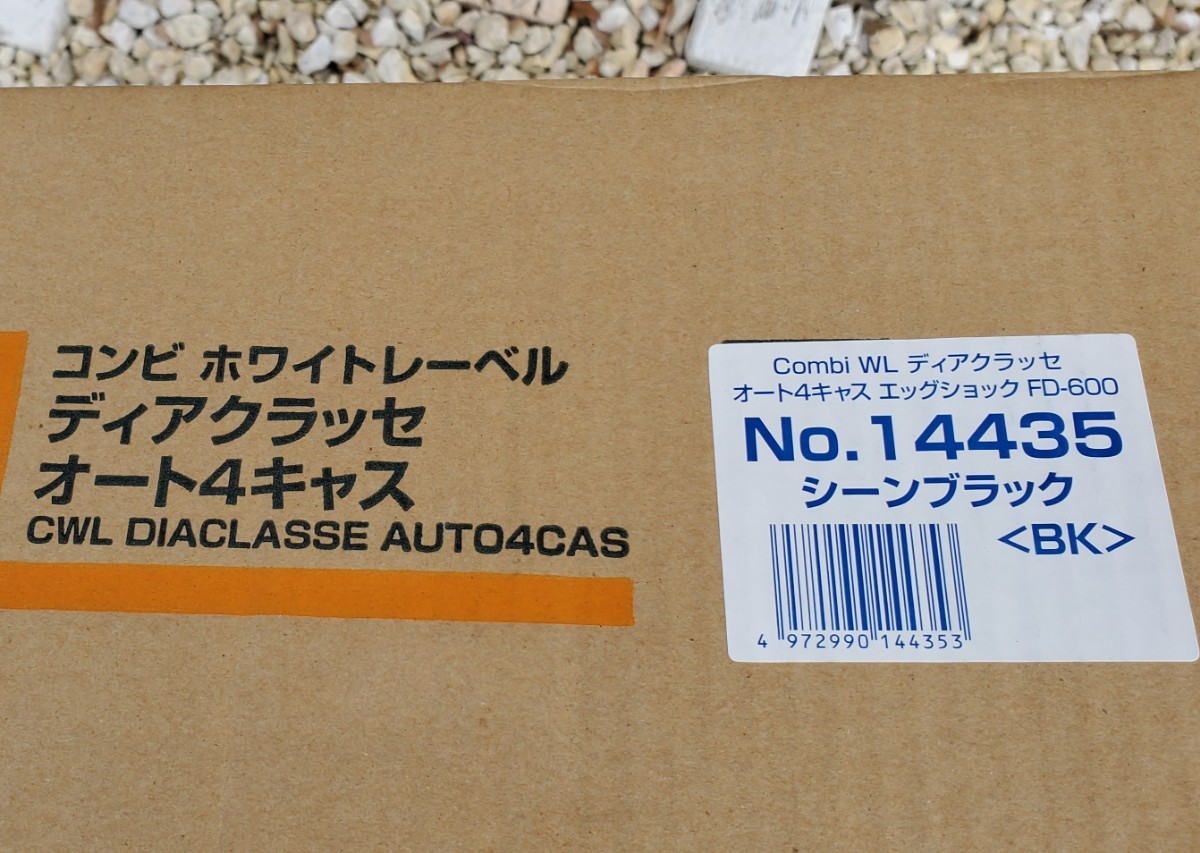 コンビ ホワイトレーベル
ディアクラッセ
オート4キャス
CWL DIACLASSE AUTO4CAS
Combi WL ディアクラッセ
オート4キャス エッグショック FD-600
No.14435
シーンブラック
<BK>
4 972990 144353